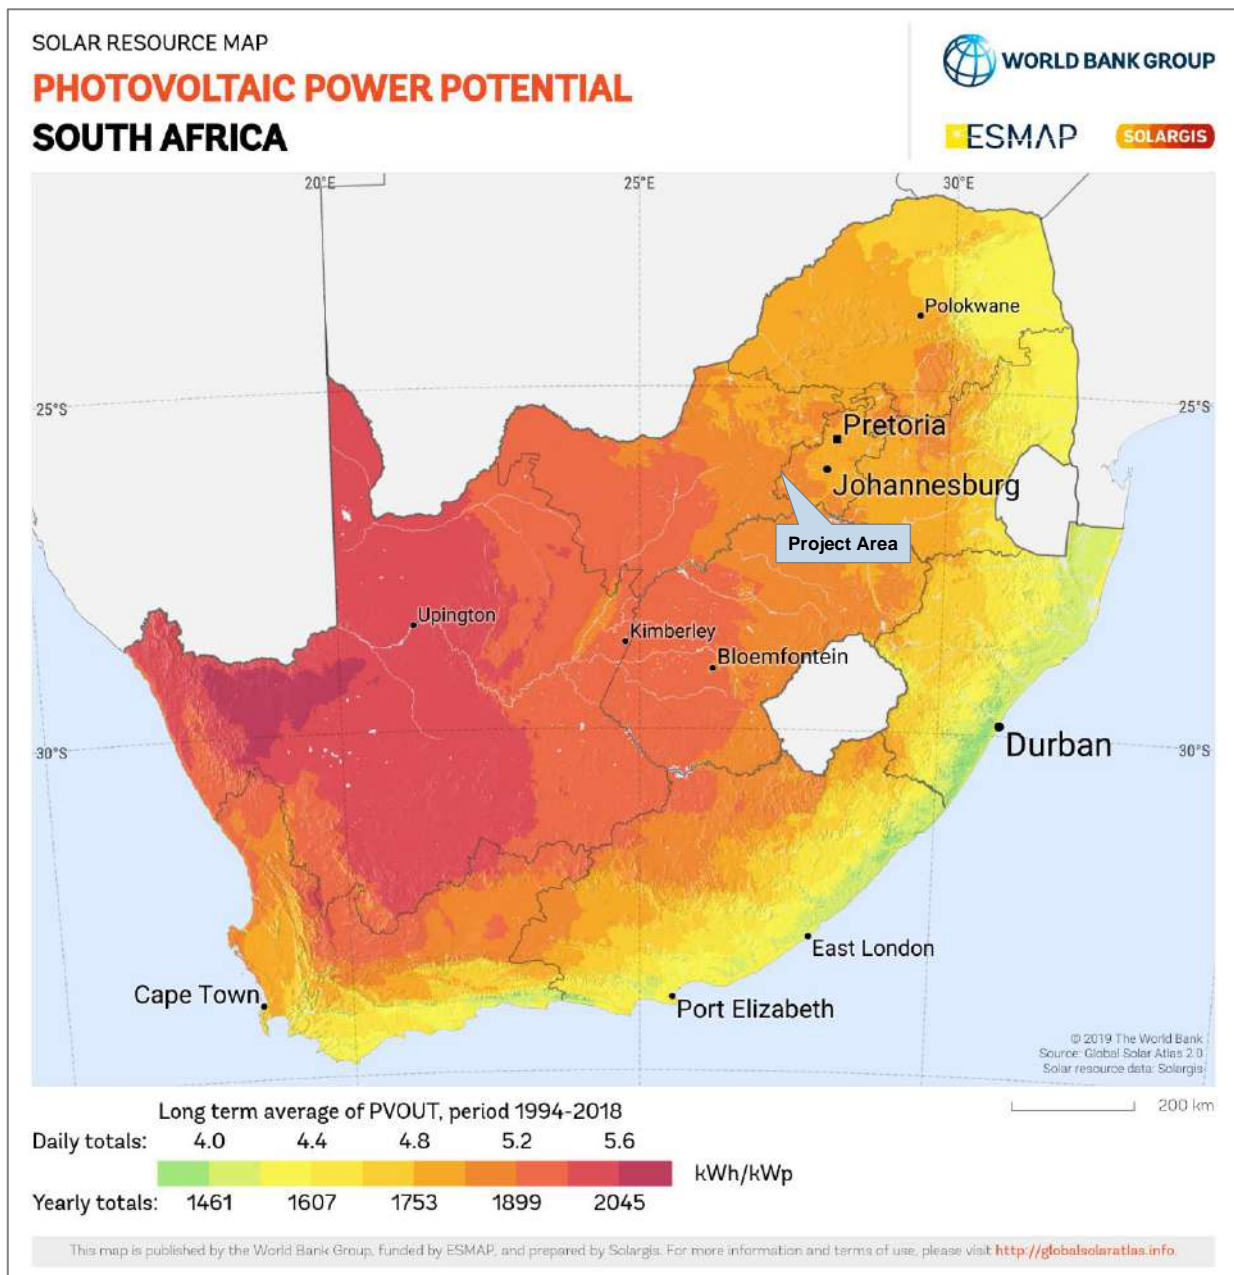 SOLAR RESOURCE MAP
PHOTOVOLTAIC POWER POTENTIAL
SOUTH AFRICA
WORLD BANK GROUP
ESMAP
SOLARGIS
20°E
25°E
30°E
Polokwane
25°S
25°S
Pretoria
Johannesburg
Project Area
Upington
Kimberley
Bloemfontein
Durban
30°S
30°S
East London
Cape Town
Port Elizabeth
© 2019 The World Bank
Source: Global Solar Atlas 2.0
Solar resource data: Solargis
Long term average of PVOUT, period 1994-2018
200 km
Daily totals: 4.0 4.4 4.8 5.2 5.6
kWh/kWp
Yearly totals: 1461 1607 1753 1899 2045
This map is published by the World Bank Group, funded by ESMAP, and prepared by Solargis. For more information and terms of use, please visit http://globalsolaratlas.info.